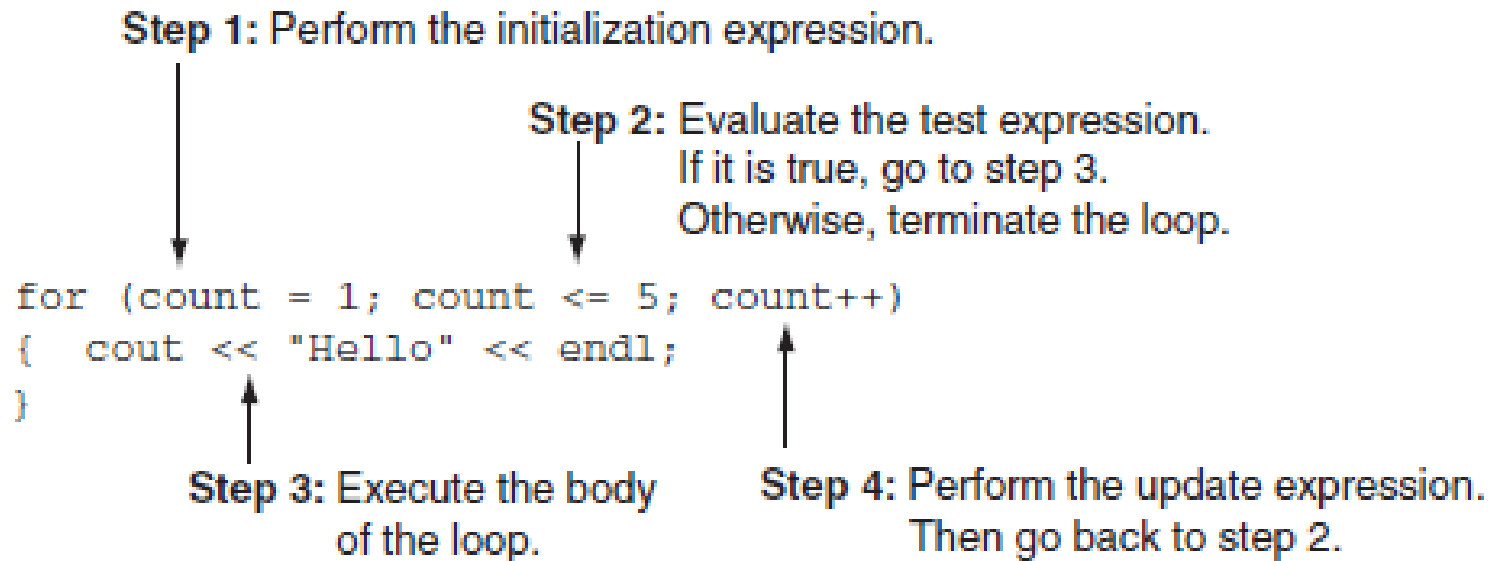 Step 1: Perform the initialization expression.
Step 2: Evaluate the test expression.
If it is true, go to step 3.
Otherwise, terminate the loop.
for (count = 1; count <= 5; count++)
{ cout << "Hello" << endl;
}
Step 3: Execute the body
of the loop.
Step 4: Perform the update expression.
Then go back to step 2.